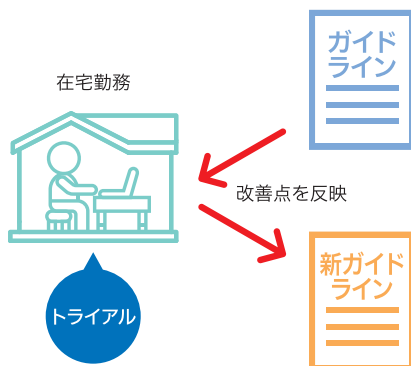 ガイド
ライン
在宅勤務
改善点を反映
新ガイド
ライン
トライアル